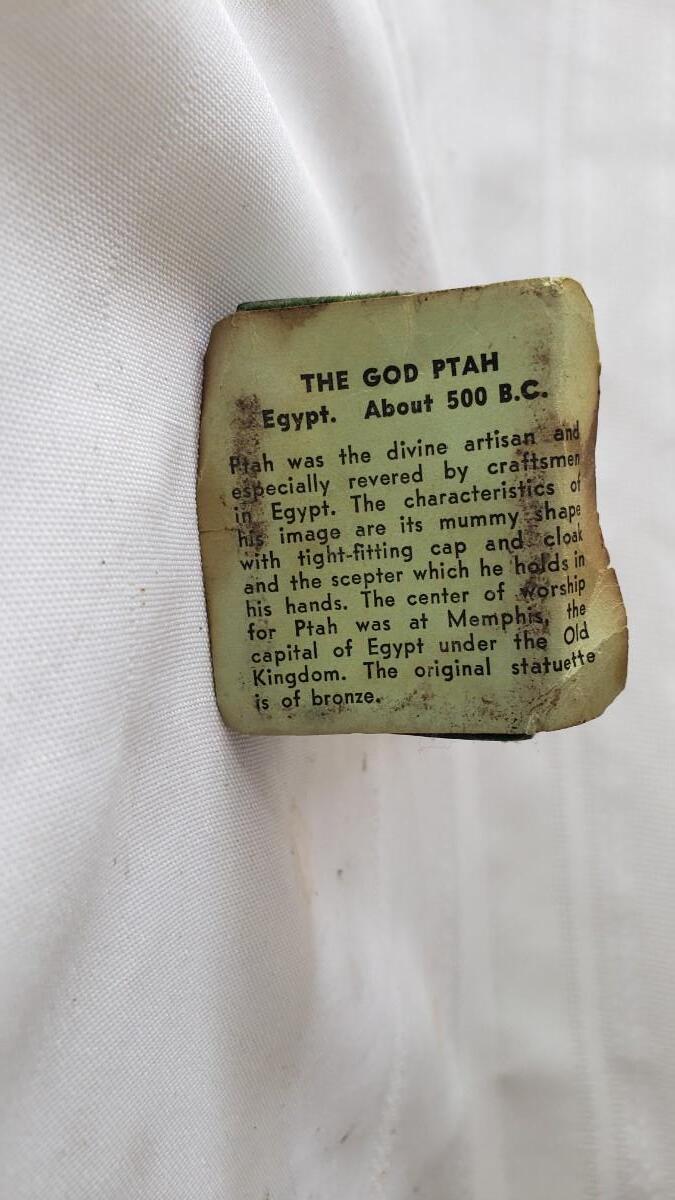 THE GOD PTAH
Egypt. About 500 B.C.
Ptah was the divine artisan and
especially revered by craftsmen
in Egypt. The characteristics of
his image are its mummy shape
with tight-fitting cap and cloak
and the scepter which he holds in
his hands. The center of worship
for Ptah was at Memphis, the
capital of Egypt under the Old
Kingdom. The original statuette
is of bronze.